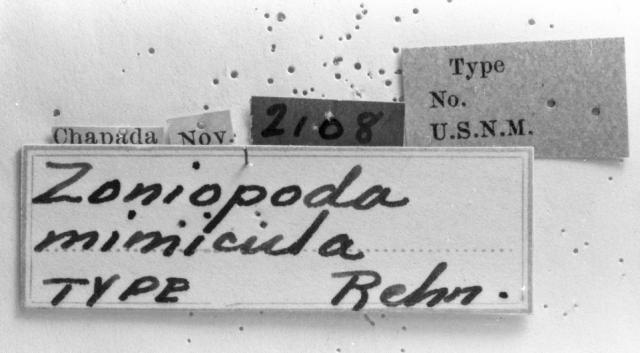 Type
No.
U.S.N.M.
Chapada
Nov.
2108
Zoniopoda
mimicula
TYPE Rehn.